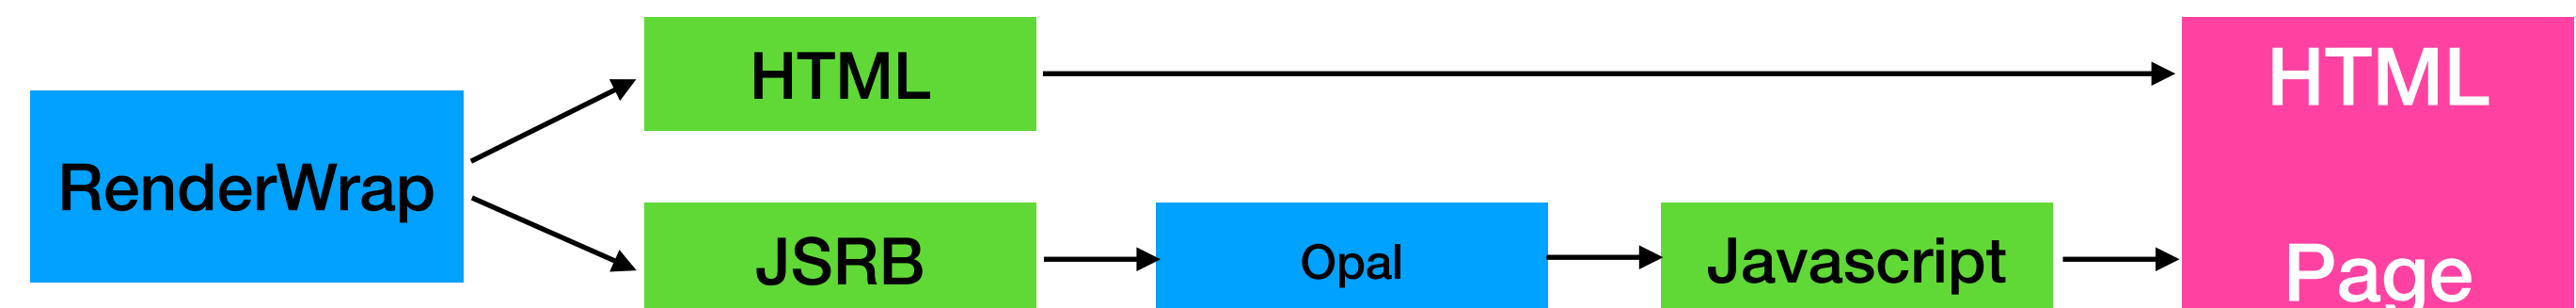 RenderWrap
HTML
JSRB
Opal
Javascript
HTML
Page